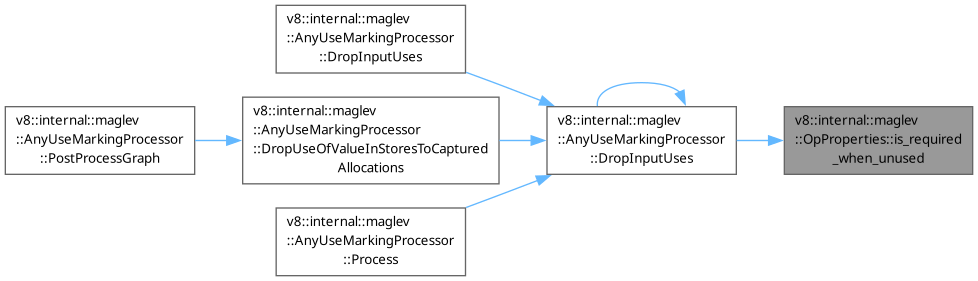 v8::internal::maglev
::AnyUseMarkingProcessor
::DropInputUses
v8::internal::maglev
::AnyUseMarkingProcessor
::PostProcessGraph
v8::internal::maglev
::AnyUseMarkingProcessor
::DropUseOfValueInStoresToCaptured
Allocations
v8::internal::maglev
::AnyUseMarkingProcessor
::DropInputUses
v8::internal::maglev
::OpProperties::is_required
_when_unused
v8::internal::maglev
::AnyUseMarkingProcessor
::Process